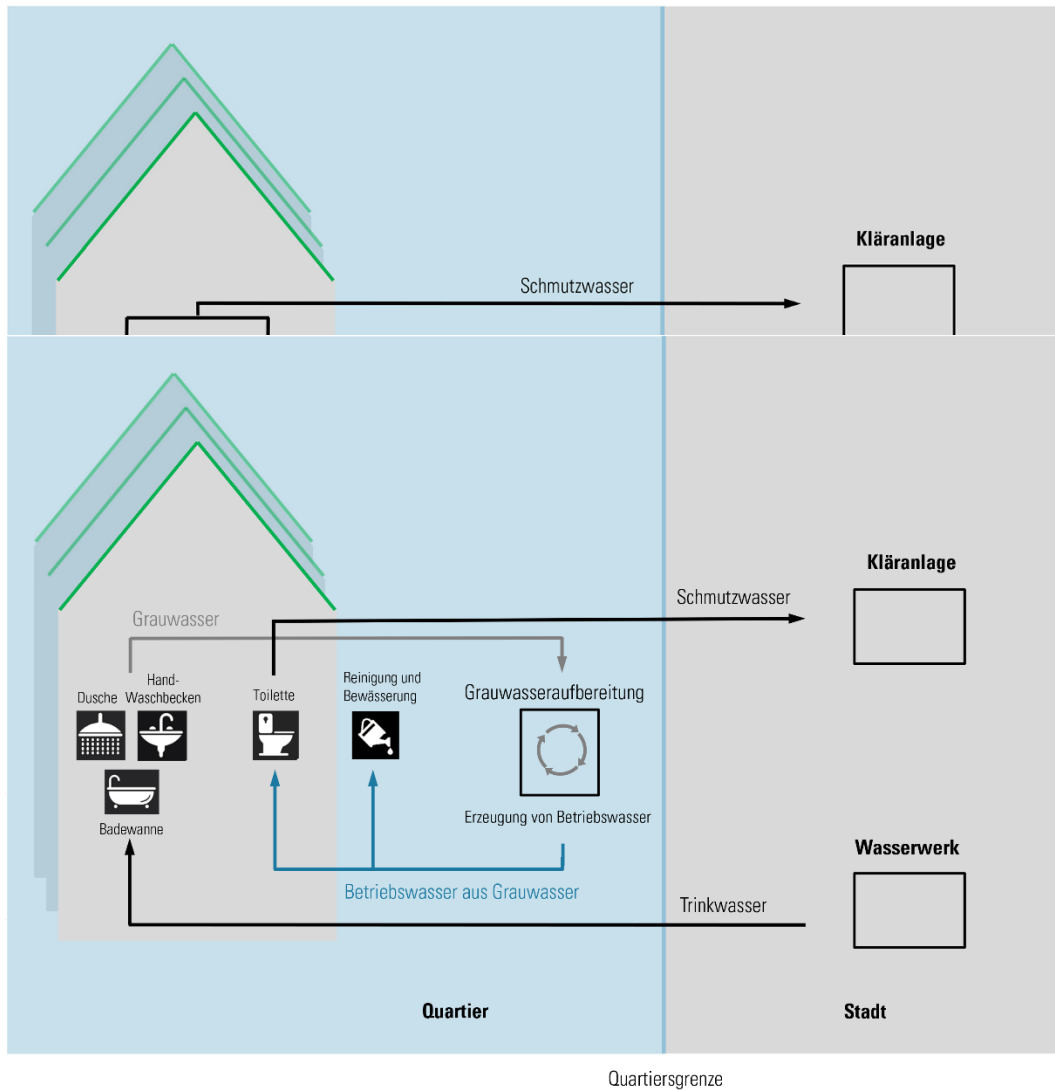 Kläranlage
Schmutzwasser
Kläranlage
Schmutzwasser
Grauwasser
Dusche
Hand-
Waschbecken
Toilette
Reinigung und
Bewässerung
Grauwasseraufbereitung
Badewanne
Erzeugung von Betriebswasser
Wasserwerk
Betriebswasser aus Grauwasser
Trinkwasser
Quartier
Stadt
Quartiersgrenze